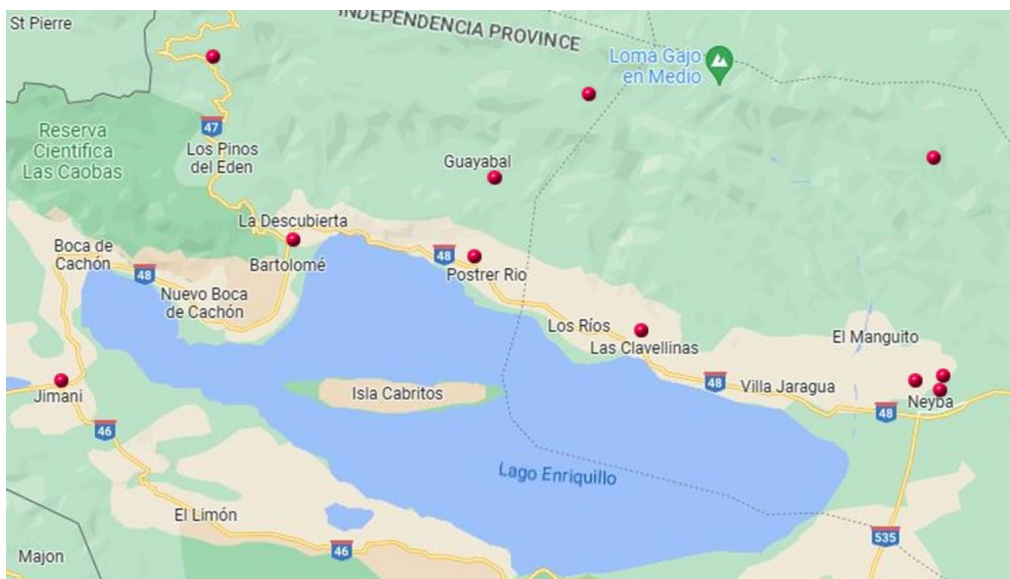 St Pierre
INDEPENDENCIA PROVINCE
Loma Gajo
en Medio
47
Reserva
Cientifica
Las Caobas
Los Pinos
del Eden
Guayabal
La Descubierta
Boca de
Cachón
48
Bartolomé
48
Postrer Rio
Nuevo Boca
de Cachón
Los Ríos
Las Clavellinas
El Manguito
Jimani
Isla Cabritos
48
Villa Jaragua
48
Neyba
46
Lago Enriquillo
El Limón
46
535
Majon